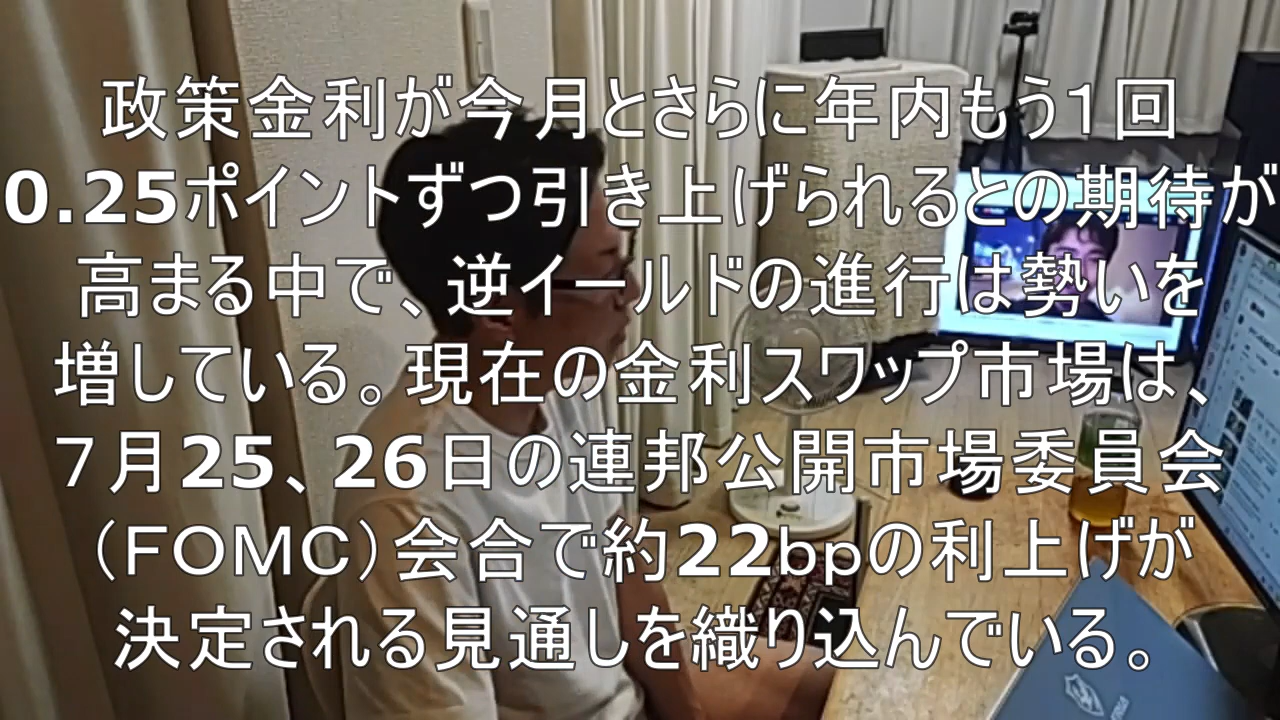 政策金利が今月とさらに年内もう１回
0.25ポイントずつ引き上げられるとの期待が
高まる中で、逆イールドの進行は勢いを
増している。現在の金利スワップ市場は、
７月25、26日の連邦公開市場委員会
（ＦＯＭＣ）会合で約22bpの利上げが
決定される見通しを織り込んでいる。